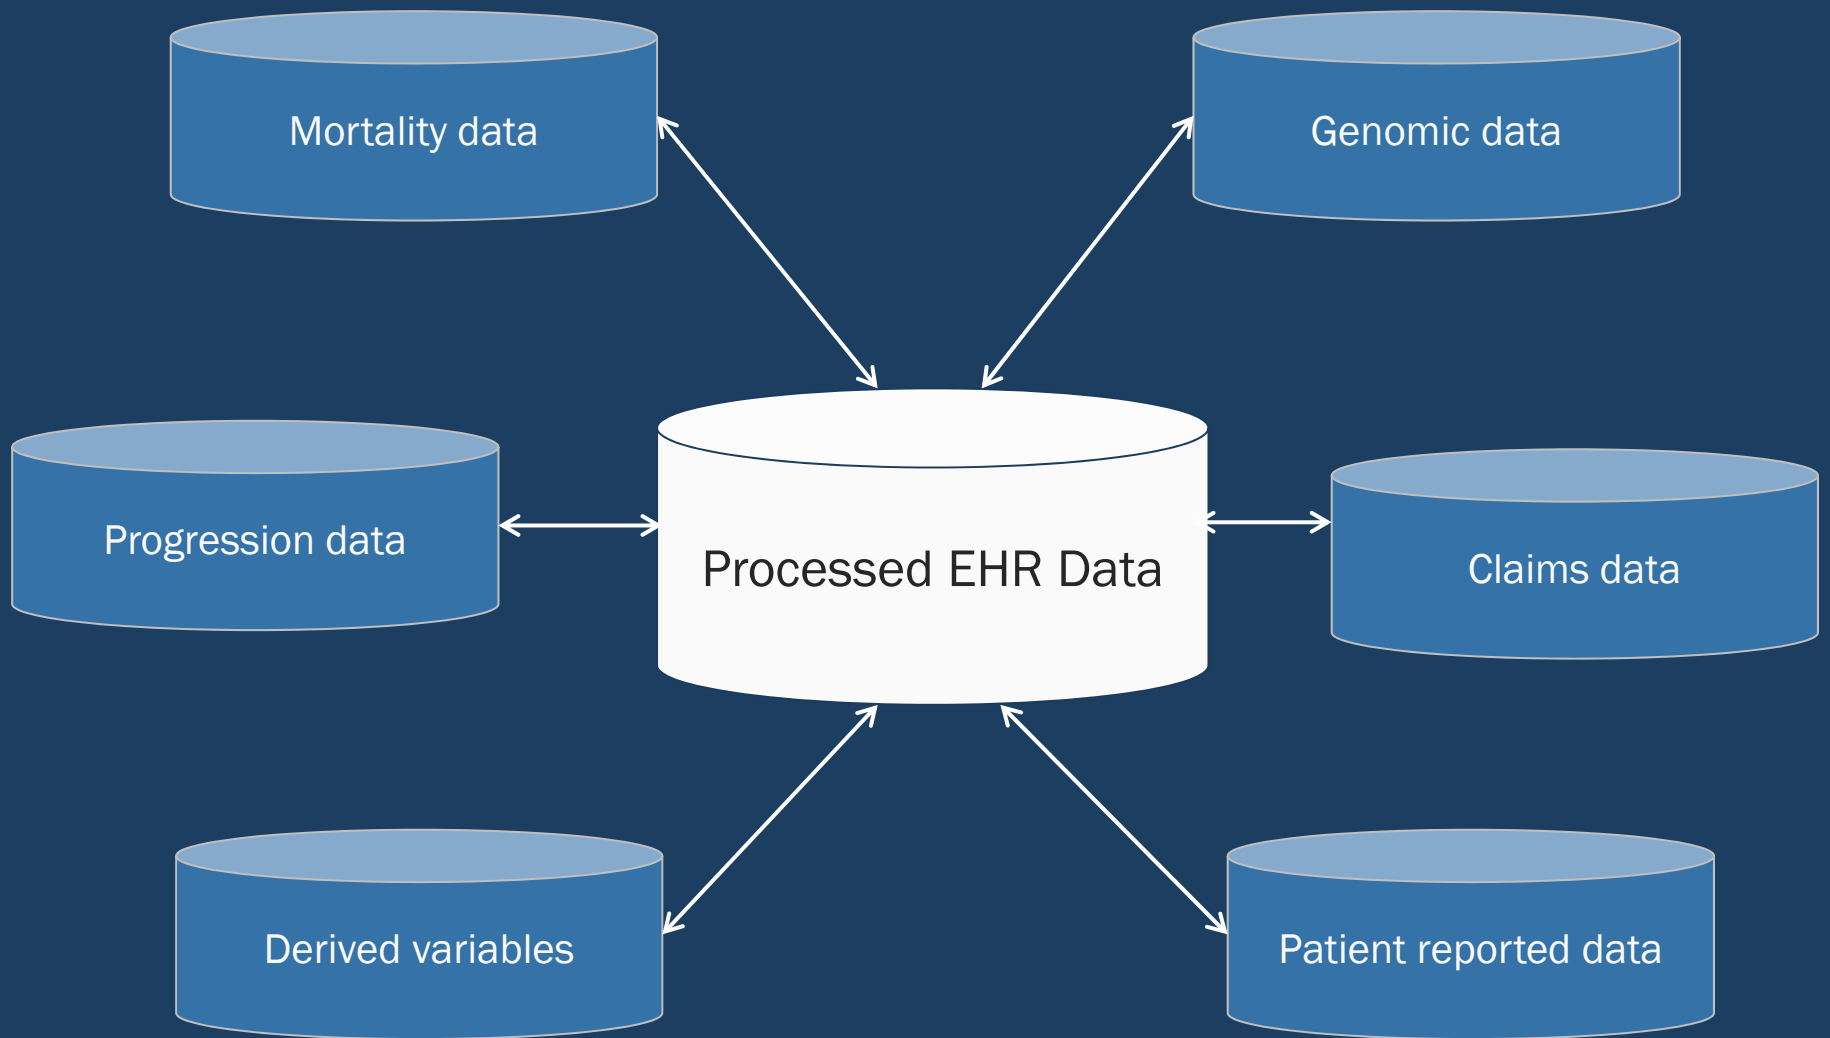 Mortality data
Genomic data
Progression data
Processed EHR Data
Claims data
Derived variables
Patient reported data